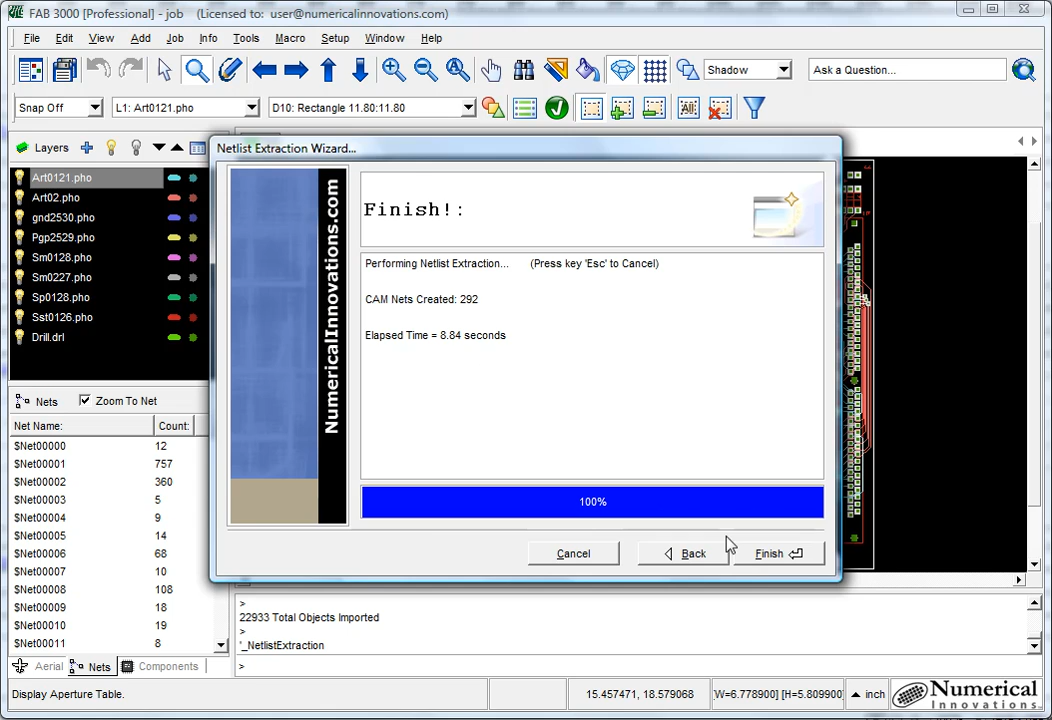 FAB 3000 [Professional] - job    (Licensed to:  user@numericalinnovations.com)
File Edit View Add Job Info Tools Macro Setup Window Help
Shadow
Ask a Question...
Snap Off
L1: Art0121.pho
D10: Rectangle 11.80:11.80
All
Layers
Art0121.pho
Art02.pho
gnd2530.pho
Pgp2529.pho
Sm0128.pho
Sm0227.pho
Sp0128.pho
Sst0126.pho
Drill.drl
Nets
Zoom To Net
Net Name: Count:
$Net00000 12
$Net00001 757
$Net00002 360
$Net00003 5
$Net00004 9
$Net00005 14
$Net00006 68
$Net00007 10
$Net00008 108
$Net00009 18
$Net00010 19
$Net00011 8
Aerial Nets Components
Netlist Extraction Wizard...
NumericalInnovations.com
Finish!:
Performing Netlist Extraction... (Press key 'Esc' to Cancel)
CAM Nets Created: 292
Elapsed Time = 8.84 seconds
100%
Cancel
Back
Finish
>
22933 Total Objects Imported
>
'_NetlistExtraction
>
Display Aperture Table.
15.457471, 18.579068
W=6.778900] [H=5.809900]
inch
Numerical
Innovations.